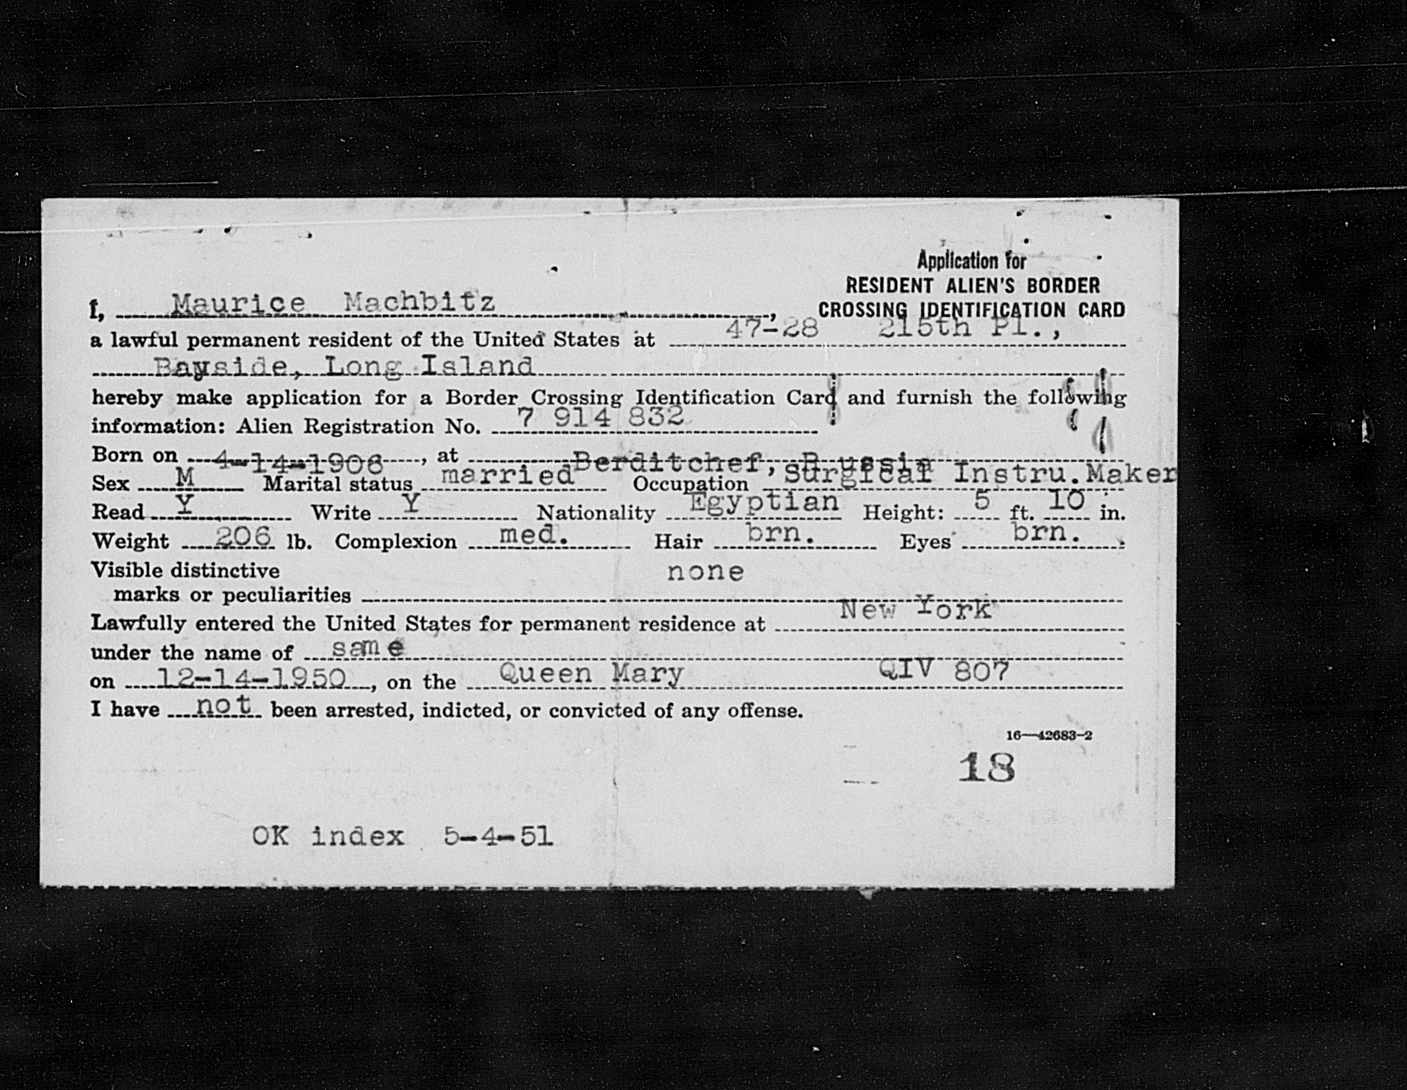 Application for
RESIDENT ALIEN'S BORDER
CROSSING IDENTIFICATION CARD
I, Maurice Machbitz,
a lawful permanent resident of the United States at 47-28 215th Pl.,
Bayside, Long Island
hereby make application for a Border Crossing Identification Card and furnish the following
information: Alien Registration No. 7 914 832
Born on 4-14-1906, at Berditchef, Russia
Sex M Marital status married Occupation Surgical Instru. Maker
Read Y Write Y Nationality Egyptian Height: 5 ft. 10 in.
Weight 206 lb. Complexion med. Hair brn. Eyes brn.
Visible distinctive
marks or peculiarities none
Lawfully entered the United States for permanent residence at New York
under the name of same
on 12-14-1950, on the Queen Mary QIV 807
I have not been arrested, indicted, or convicted of any offense.
16—42683-2
18
OK index 5-4-51